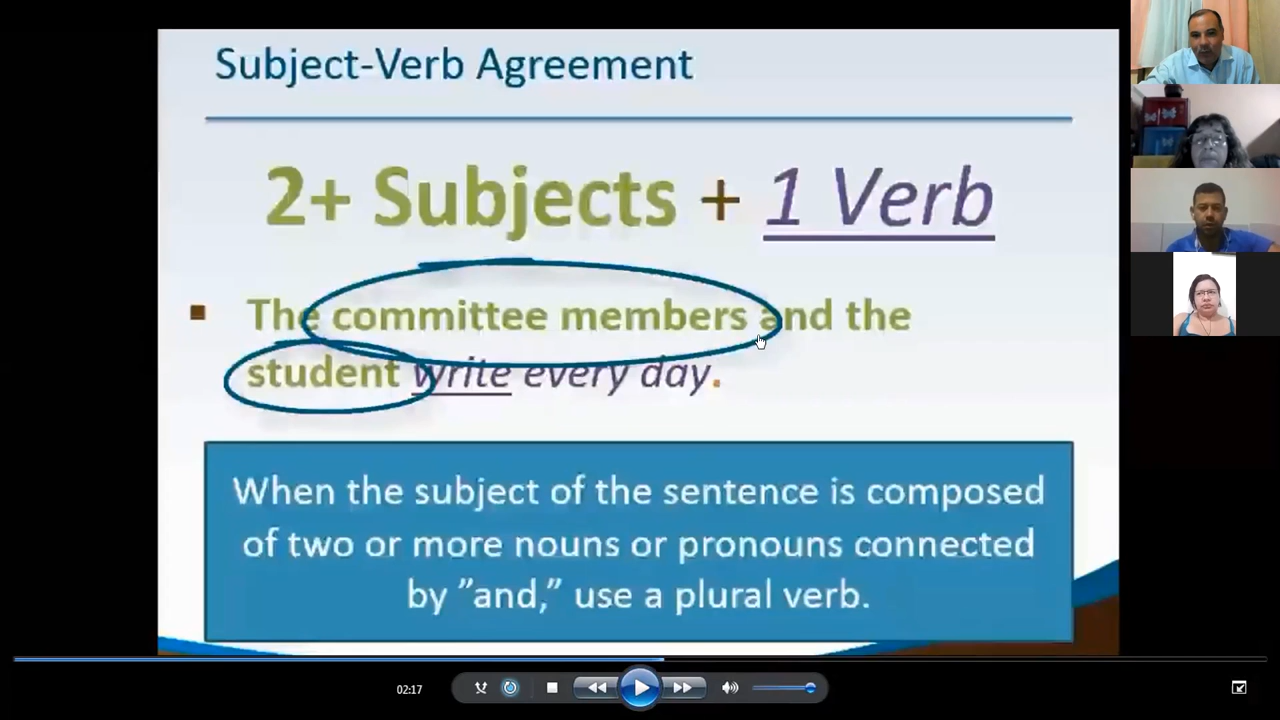 Subject-Verb Agreement
2+ Subjects + 1 Verb
The committee members and the
student write every day.
When the subject of the sentence is composed
of two or more nouns or pronouns connected
by ”and,” use a plural verb.
02:17